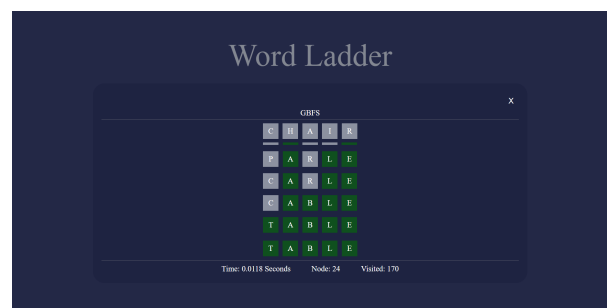 Word Ladder
X
GBFS
C H A I R
P A R L E
C A R L E
C A B L E
T A B L E
T A B L E
Time: 0.0118 Seconds Node: 24 Visited: 170